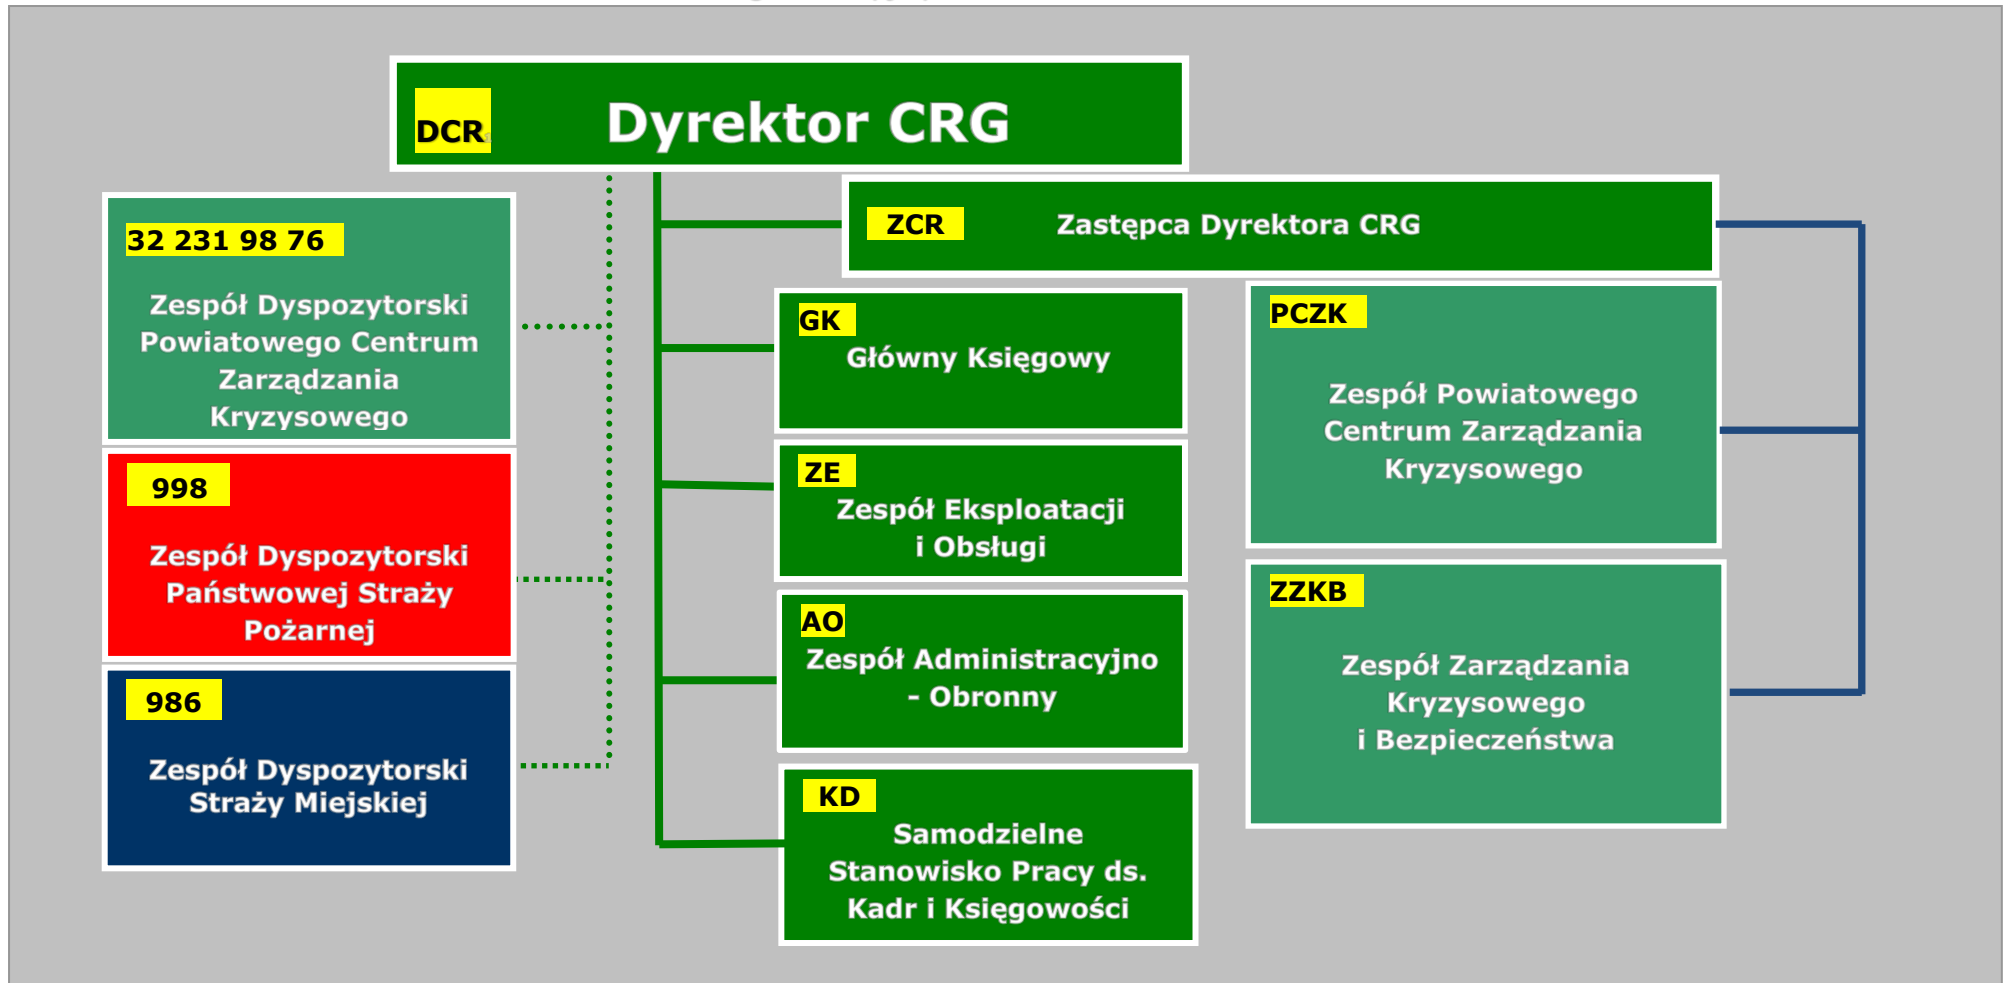 DCR
Dyrektor CRG
ZCR
Zastępca Dyrektora CRG
32 231 98 76
Zespół Dyspozytorski
Powiatowego Centrum
Zarządzania
Kryzysowego
998
Zespół Dyspozytorski
Państwowej Straży
Pożarnej
986
Zespół Dyspozytorski
Straży Miejskiej
GK
Główny Księgowy
ZE
Zespół Eksploatacji
i Obsługi
AO
Zespół Administracyjno
- Obronny
KD
Samodzielne
Stanowisko Pracy ds.
Kadr i Księgowości
PCZK
Zespół Powiatowego
Centrum Zarządzania
Kryzysowego
ZZKB
Zespół Zarządzania
Kryzysowego
i Bezpieczeństwa